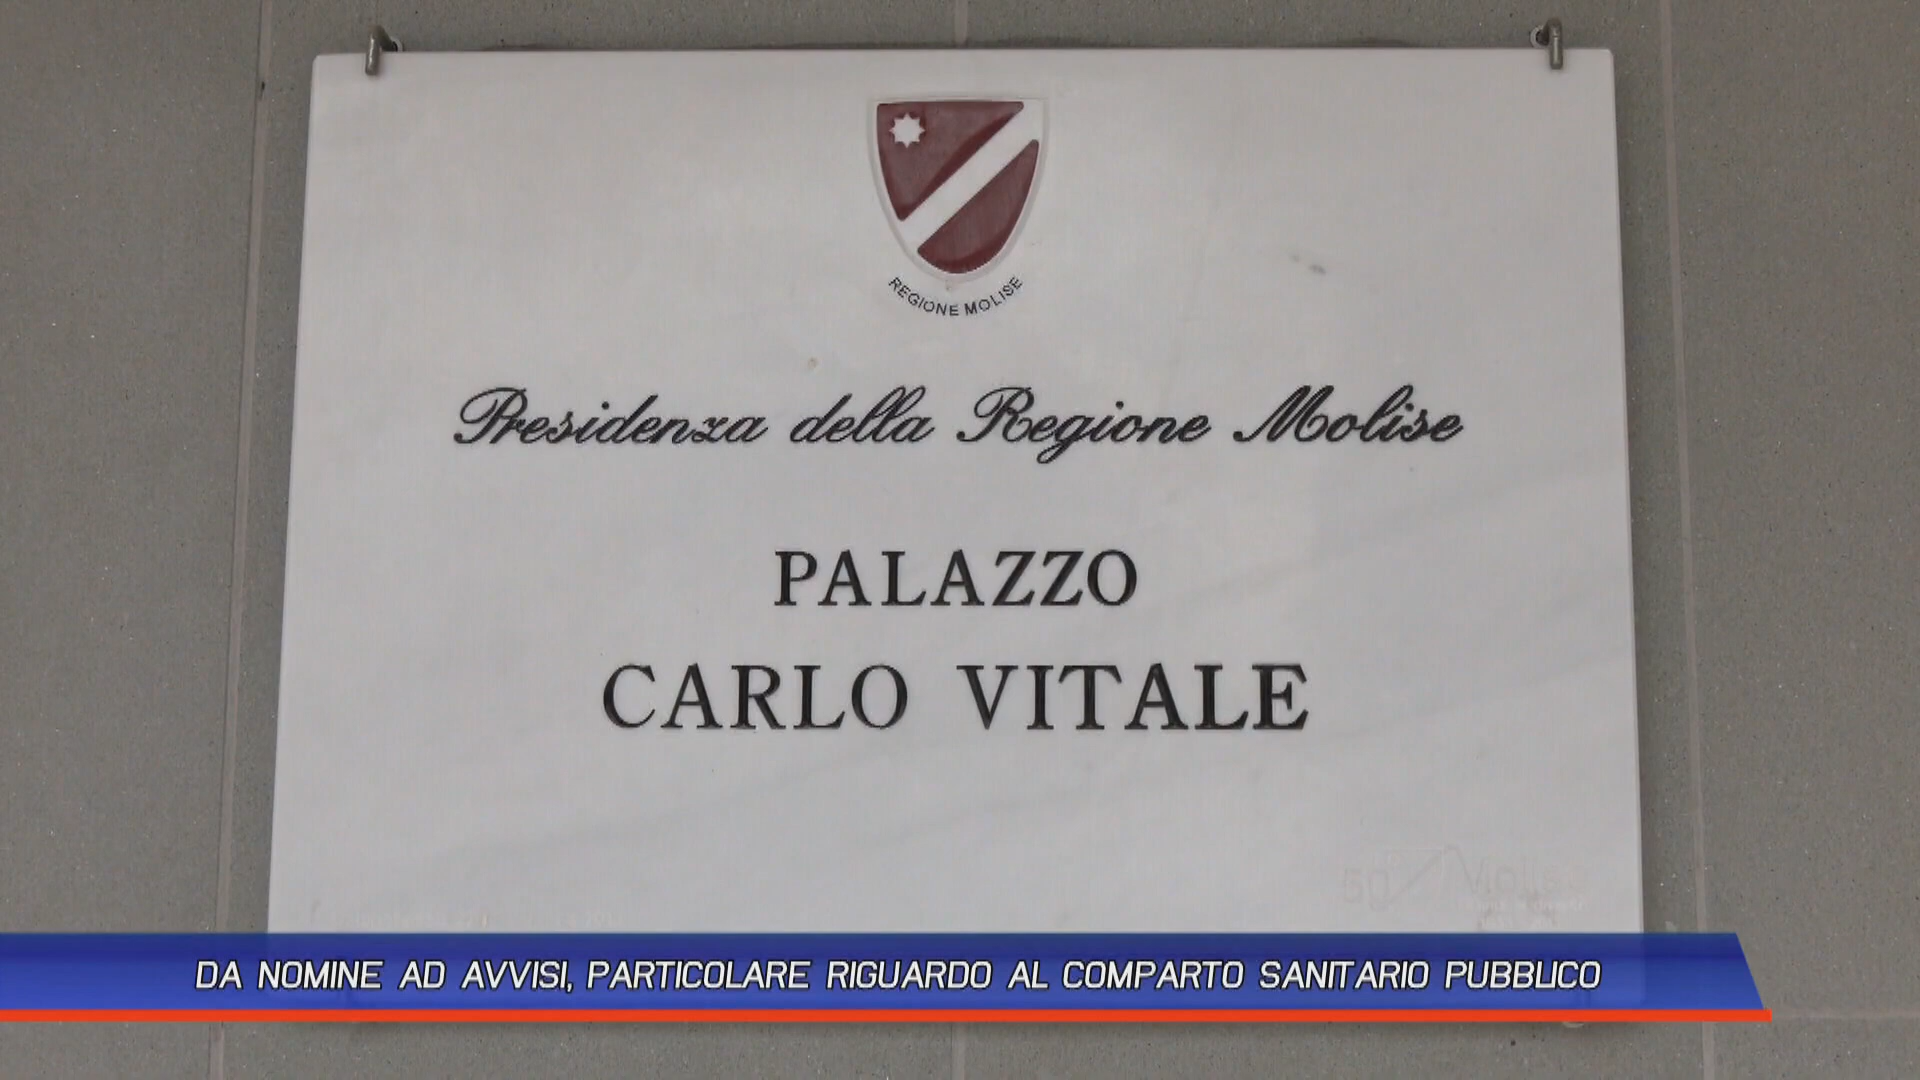 REGIONE MOLISE
Presidenza della Regione Molise
PALAZZO
CARLO VITALE
DA NOMINE AD AVVISI, PARTICOLARE RIGUARDO AL COMPARTO SANITARIO PUBBLICO